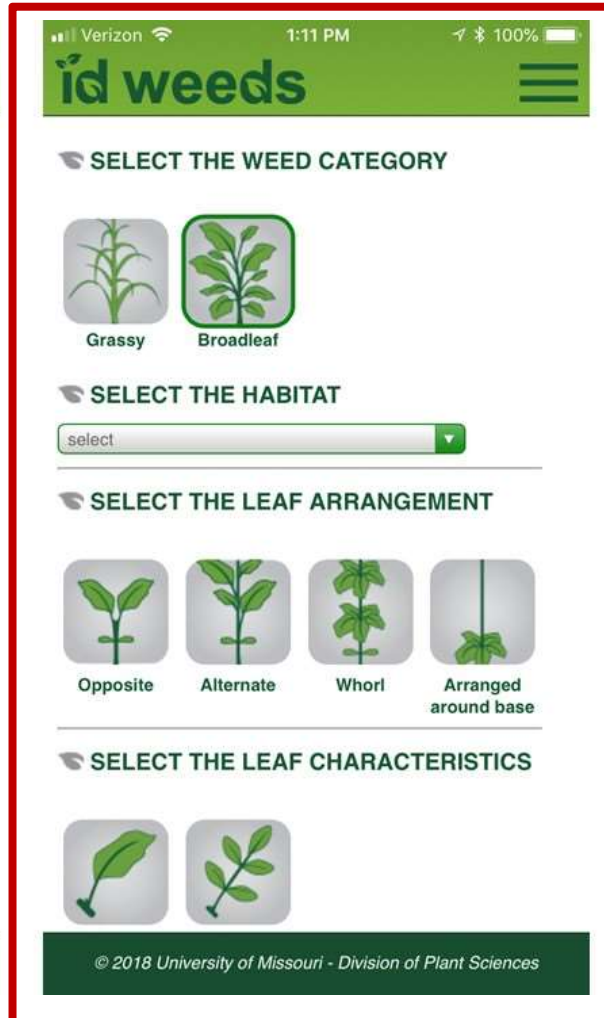 Verizon 1:11 PM 100%
id weeds
SELECT THE WEED CATEGORY
Grassy Broadleaf
SELECT THE HABITAT
select
SELECT THE LEAF ARRANGEMENT
Opposite Alternate Whorl Arranged
around base
SELECT THE LEAF CHARACTERISTICS
© 2018 University of Missouri - Division of Plant Sciences